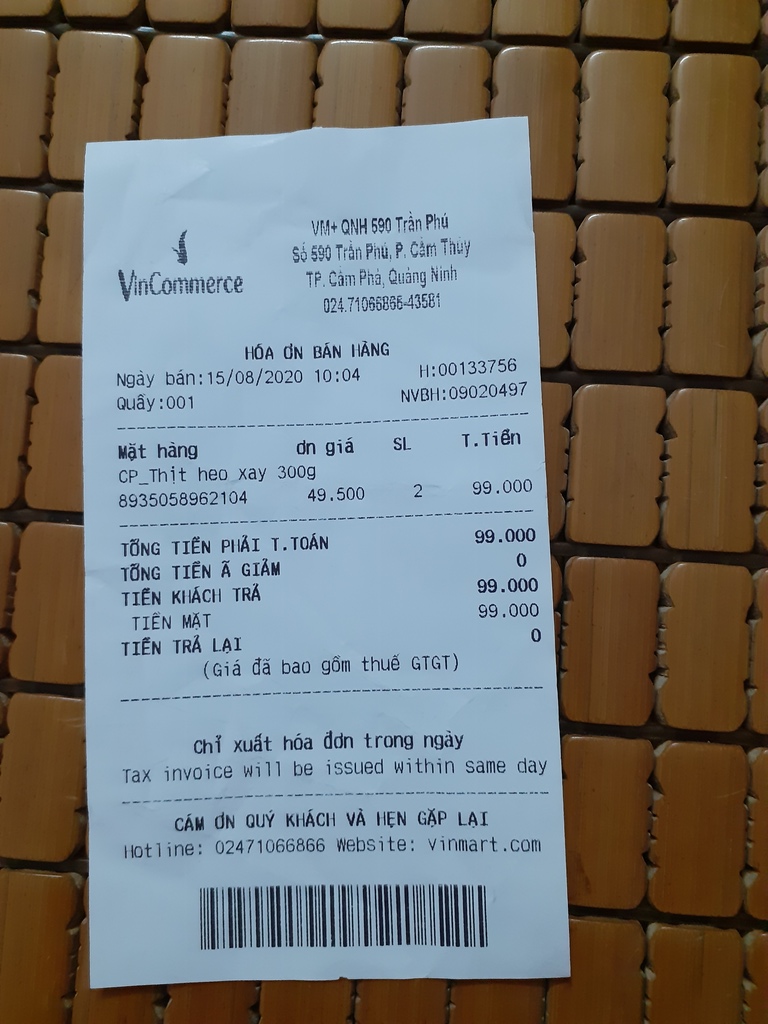 VinCommerce
VM+ QNH 590 Trần Phú
Số 590 Trần Phú, P. Cẩm Thủy
TP. Cẩm Phả, Quảng Ninh
024.71066866-43581
HÓA ƠN BÁN HÀNG
Ngày bán:15/08/2020 10:04 H:00133756
Quầy:001 NVBH:09020497
Mặt hàng ơn giá SL T.Tiền
CP_Thịt heo xay 300g
8935058962104 49.500 2 99.000
TỔNG TIỀN PHẢI T.TOÁN 99.000
TỔNG TIỀN Ã GIẢM 0
TIỀN KHÁCH TRẢ 99.000
TIỀN MẶT 99.000
TIỀN TRẢ LẠI 0
(Giá đã bao gồm thuế GTGT)
Chỉ xuất hóa đơn trong ngày
Tax invoice will be issued within same day
CÁM ƠN QUÝ KHÁCH VÀ HẸN GẶP LẠI
Hotline: 02471066866 Website: vinmart.com